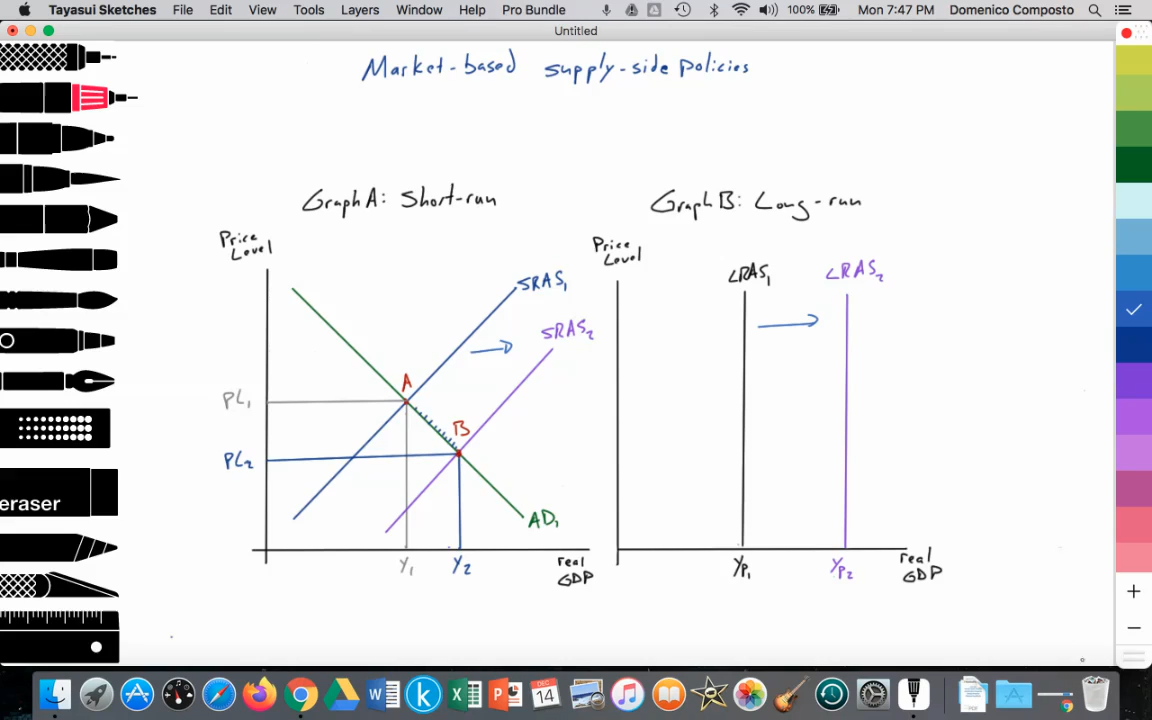 Tayasui Sketches File Edit View Tools Layers Window Help Pro Bundle 100% Mon 7:47 PM Domenico Composto
Untitled
Market-based supply-side policies
Graph A: Short-run
Graph B: Long-run
Price
Level
SRAS1
SRAS2
A
B
PL1
PL2
AD1
Y1
Y2
real
GDP
Price
Level
LRAS1
LRAS2
YP1
YP2
real
GDP
eraser
DEC
14